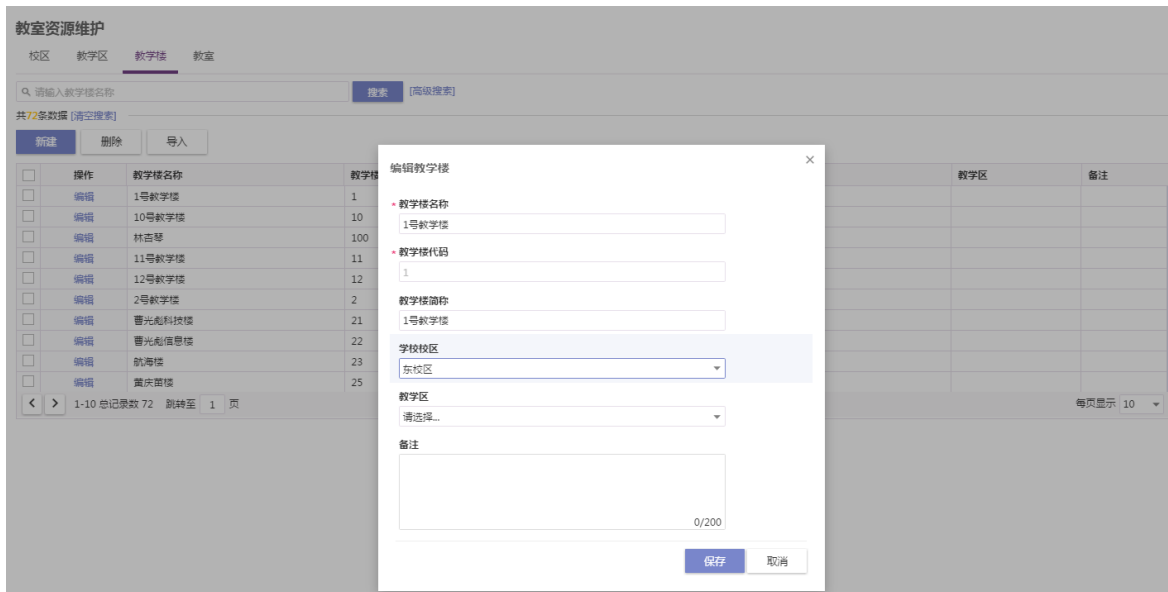 教室资源维护
校区 教学区 教学楼 教室
请输入教学楼名称 搜索 [高级搜索]
共72条数据 [清空搜索]
新建 删除 导入
操作 教学楼名称 教学楼 教学区 备注
编辑 1号教学楼 1
编辑 10号教学楼 10
编辑 林杏琴 100
编辑 11号教学楼 11
编辑 12号教学楼 12
编辑 2号教学楼 2
编辑 曹光彪科技楼 21
编辑 曹光彪信息楼 22
编辑 航海楼 23
编辑 黄庆苗楼 25
1-10 总记录数 72 跳转至 1 页 每页显示 10
编辑教学楼 ×
* 教学楼名称
1号教学楼
* 教学楼代码
1
教学楼简称
1号教学楼
学校校区
东校区
教学区
请选择...
备注
0/200
保存 取消